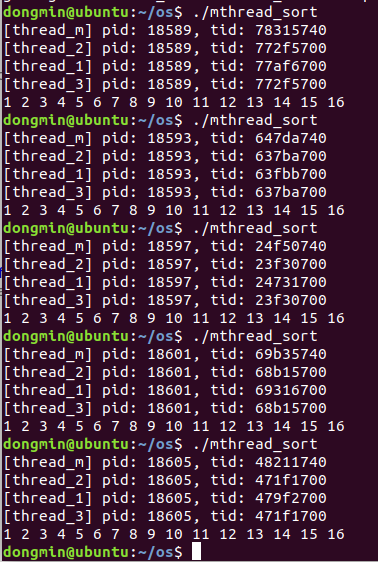 dongmin@ubuntu:~/os$ ./mthread_sort
[thread_m] pid: 18589, tid: 78315740
[thread_2] pid: 18589, tid: 772f5700
[thread_1] pid: 18589, tid: 77af6700
[thread_3] pid: 18589, tid: 772f5700
1 2 3 4 5 6 7 8 9 10 11 12 13 14 15 16
dongmin@ubuntu:~/os$ ./mthread_sort
[thread_m] pid: 18593, tid: 647da740
[thread_2] pid: 18593, tid: 637ba700
[thread_1] pid: 18593, tid: 63fbb700
[thread_3] pid: 18593, tid: 637ba700
1 2 3 4 5 6 7 8 9 10 11 12 13 14 15 16
dongmin@ubuntu:~/os$ ./mthread_sort
[thread_m] pid: 18597, tid: 24f50740
[thread_2] pid: 18597, tid: 23f30700
[thread_1] pid: 18597, tid: 24731700
[thread_3] pid: 18597, tid: 23f30700
1 2 3 4 5 6 7 8 9 10 11 12 13 14 15 16
dongmin@ubuntu:~/os$ ./mthread_sort
[thread_m] pid: 18601, tid: 69b35740
[thread_2] pid: 18601, tid: 68b15700
[thread_1] pid: 18601, tid: 69316700
[thread_3] pid: 18601, tid: 68b15700
1 2 3 4 5 6 7 8 9 10 11 12 13 14 15 16
dongmin@ubuntu:~/os$ ./mthread_sort
[thread_m] pid: 18605, tid: 48211740
[thread_2] pid: 18605, tid: 471f1700
[thread_1] pid: 18605, tid: 479f2700
[thread_3] pid: 18605, tid: 471f1700
1 2 3 4 5 6 7 8 9 10 11 12 13 14 15 16
dongmin@ubuntu:~/os$